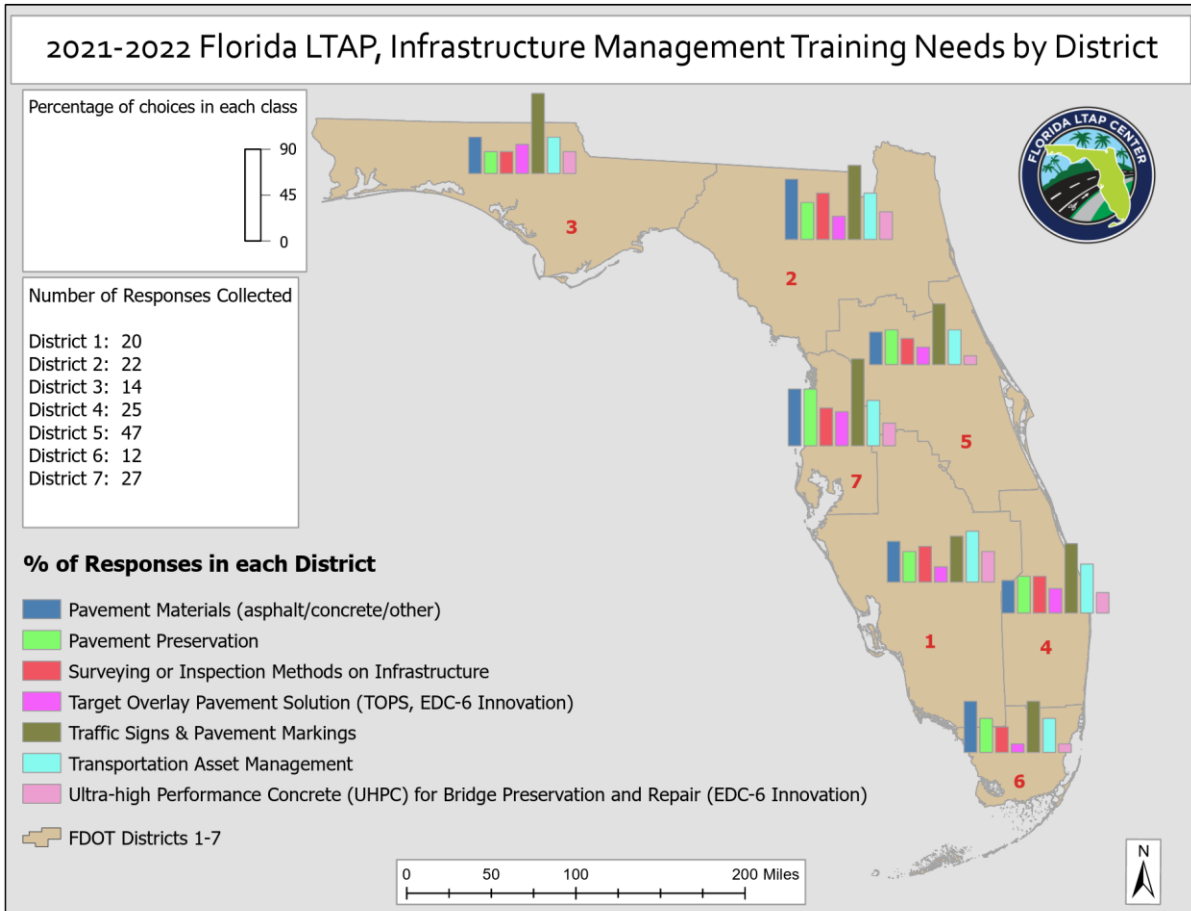 2021-2022 Florida LTAP, Infrastructure Management Training Needs by District
Percentage of choices in each class
90
45
0
FLORIDA LTAP CENTER
Number of Responses Collected
District 1: 20
District 2: 22
District 3: 14
District 4: 25
District 5: 47
District 6: 12
District 7: 27
3
2
5
7
1
4
6
% of Responses in each District
Pavement Materials (asphalt/concrete/other)
Pavement Preservation
Surveying or Inspection Methods on Infrastructure
Target Overlay Pavement Solution (TOPS, EDC-6 Innovation)
Traffic Signs & Pavement Markings
Transportation Asset Management
Ultra-high Performance Concrete (UHPC) for Bridge Preservation and Repair (EDC-6 Innovation)
FDOT Districts 1-7
0 50 100 200 Miles
N